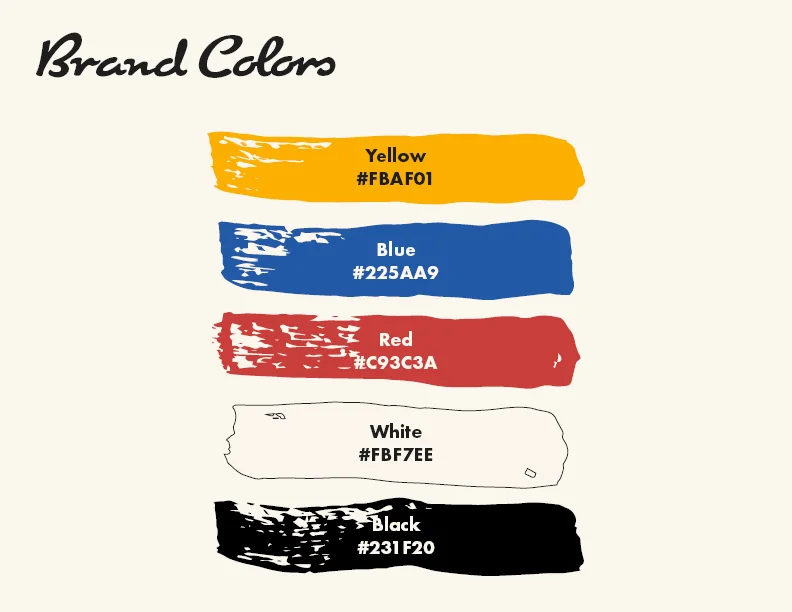 Brand Colors
Yellow
#FBAF01
Blue
#225AA9
Red
#C93C3A
White
#FBF7EE
Black
#231F20